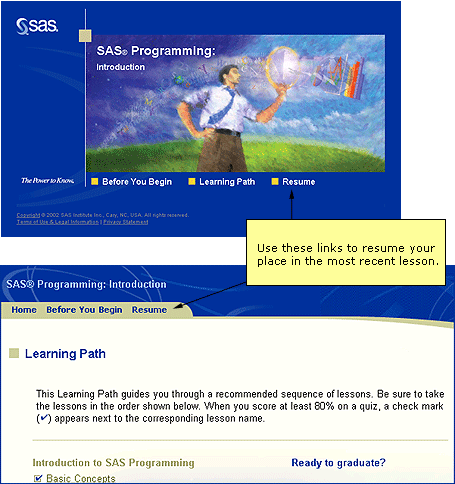 sas.
SAS® Programming:
Introduction
The Power to Know.
Before You Begin Learning Path Resume
Copyright © 2002 SAS Institute Inc., Cary, NC, USA. All rights reserved.
Terms of Use & Legal Information | Privacy Statement
Use these links to resume your
place in the most recent lesson.
SAS® Programming: Introduction
Home Before You Begin Resume
Learning Path
This Learning Path guides you through a recommended sequence of lessons. Be sure to take
the lessons in the order shown below. When you score at least 80% on a quiz, a check mark
(✓) appears next to the corresponding lesson name.
Introduction to SAS Programming Ready to graduate?
Basic Concepts